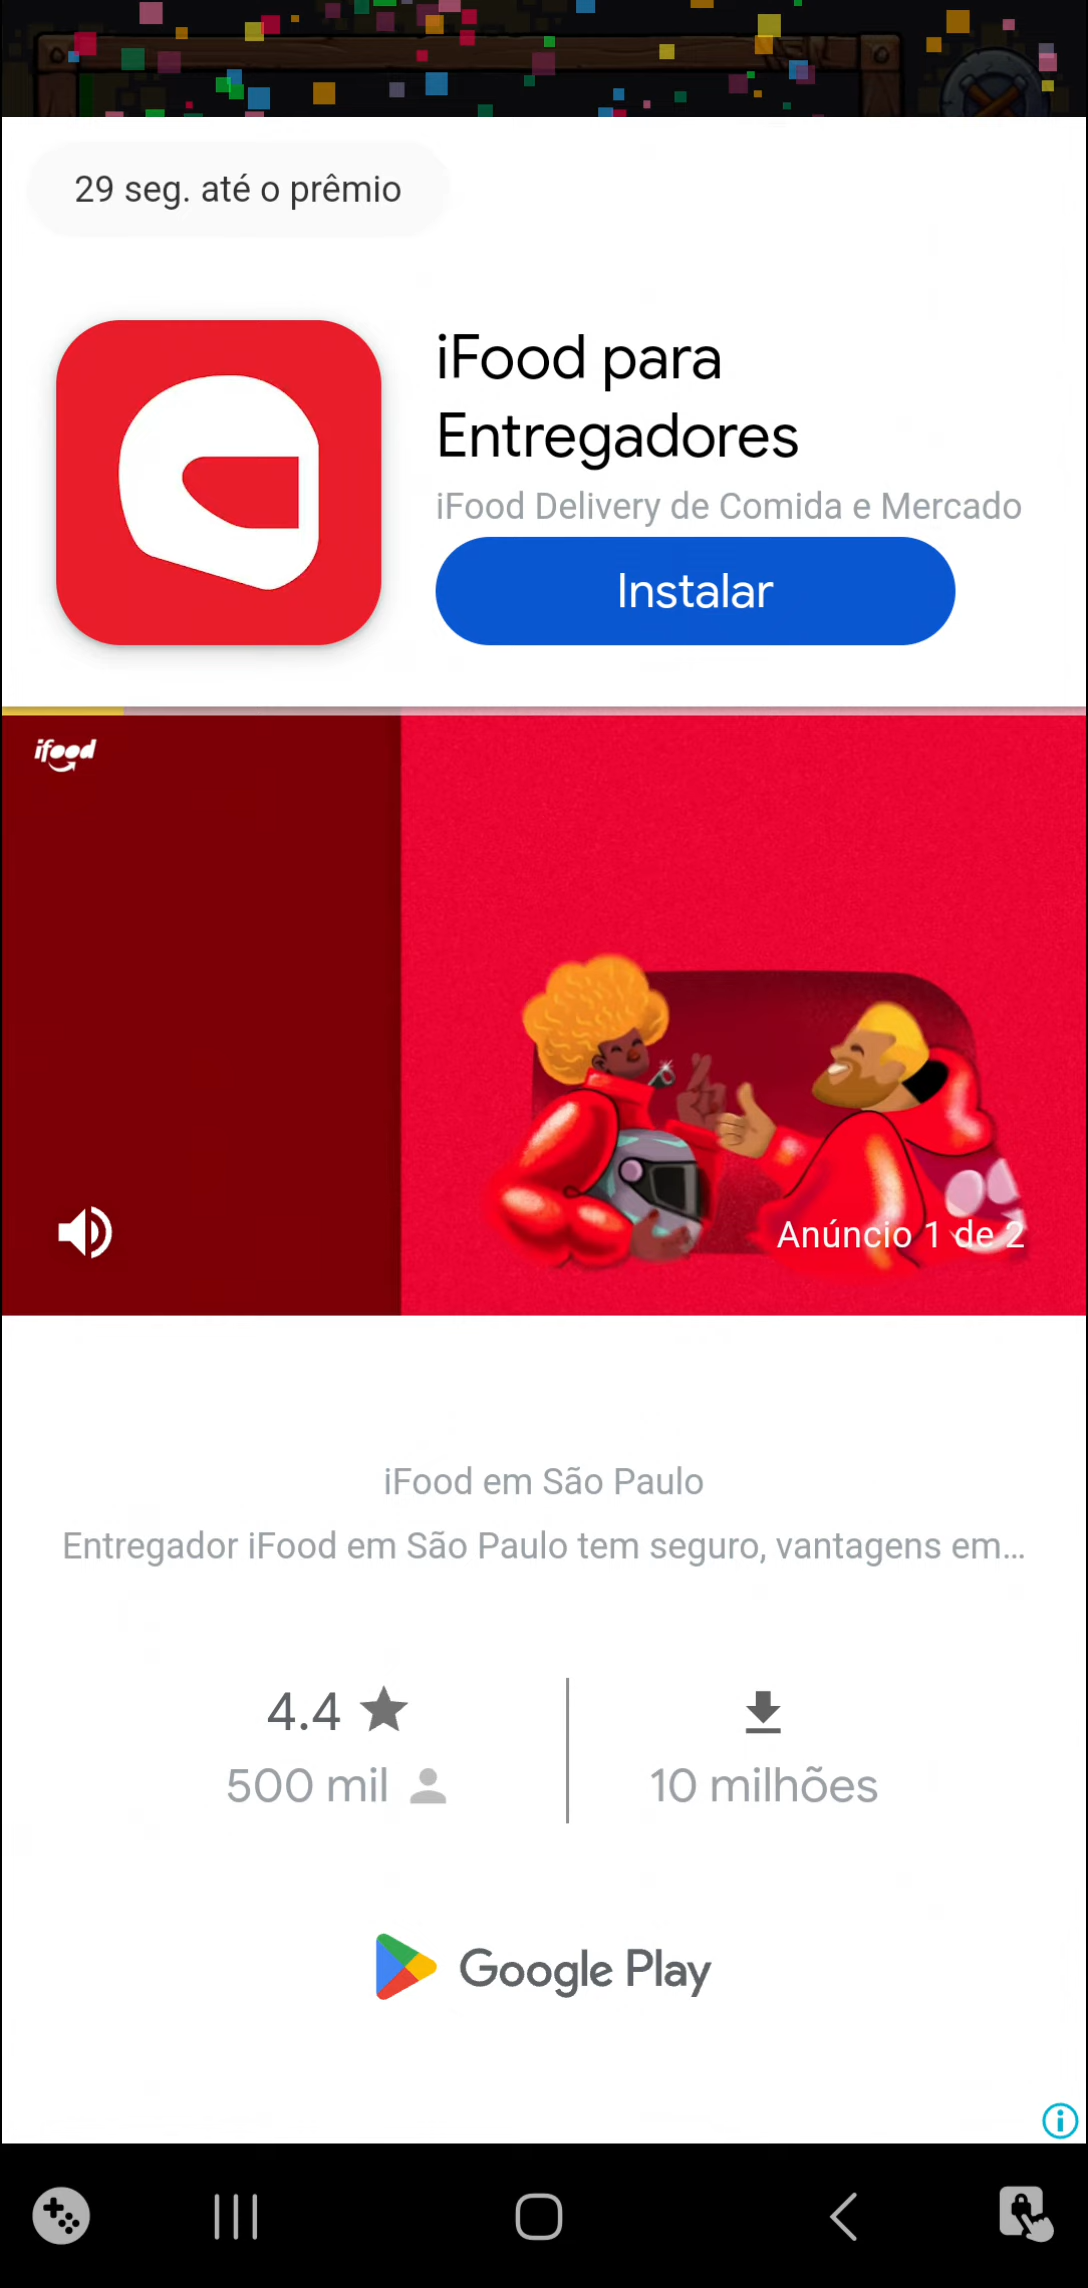 29 seg. até o prêmio
iFood para
Entregadores
iFood Delivery de Comida e Mercado
Instalar
ifood
Anúncio 1 de 2
iFood em São Paulo
Entregador iFood em São Paulo tem seguro, vantagens em...
4.4
500 mil
10 milhões
Google Play